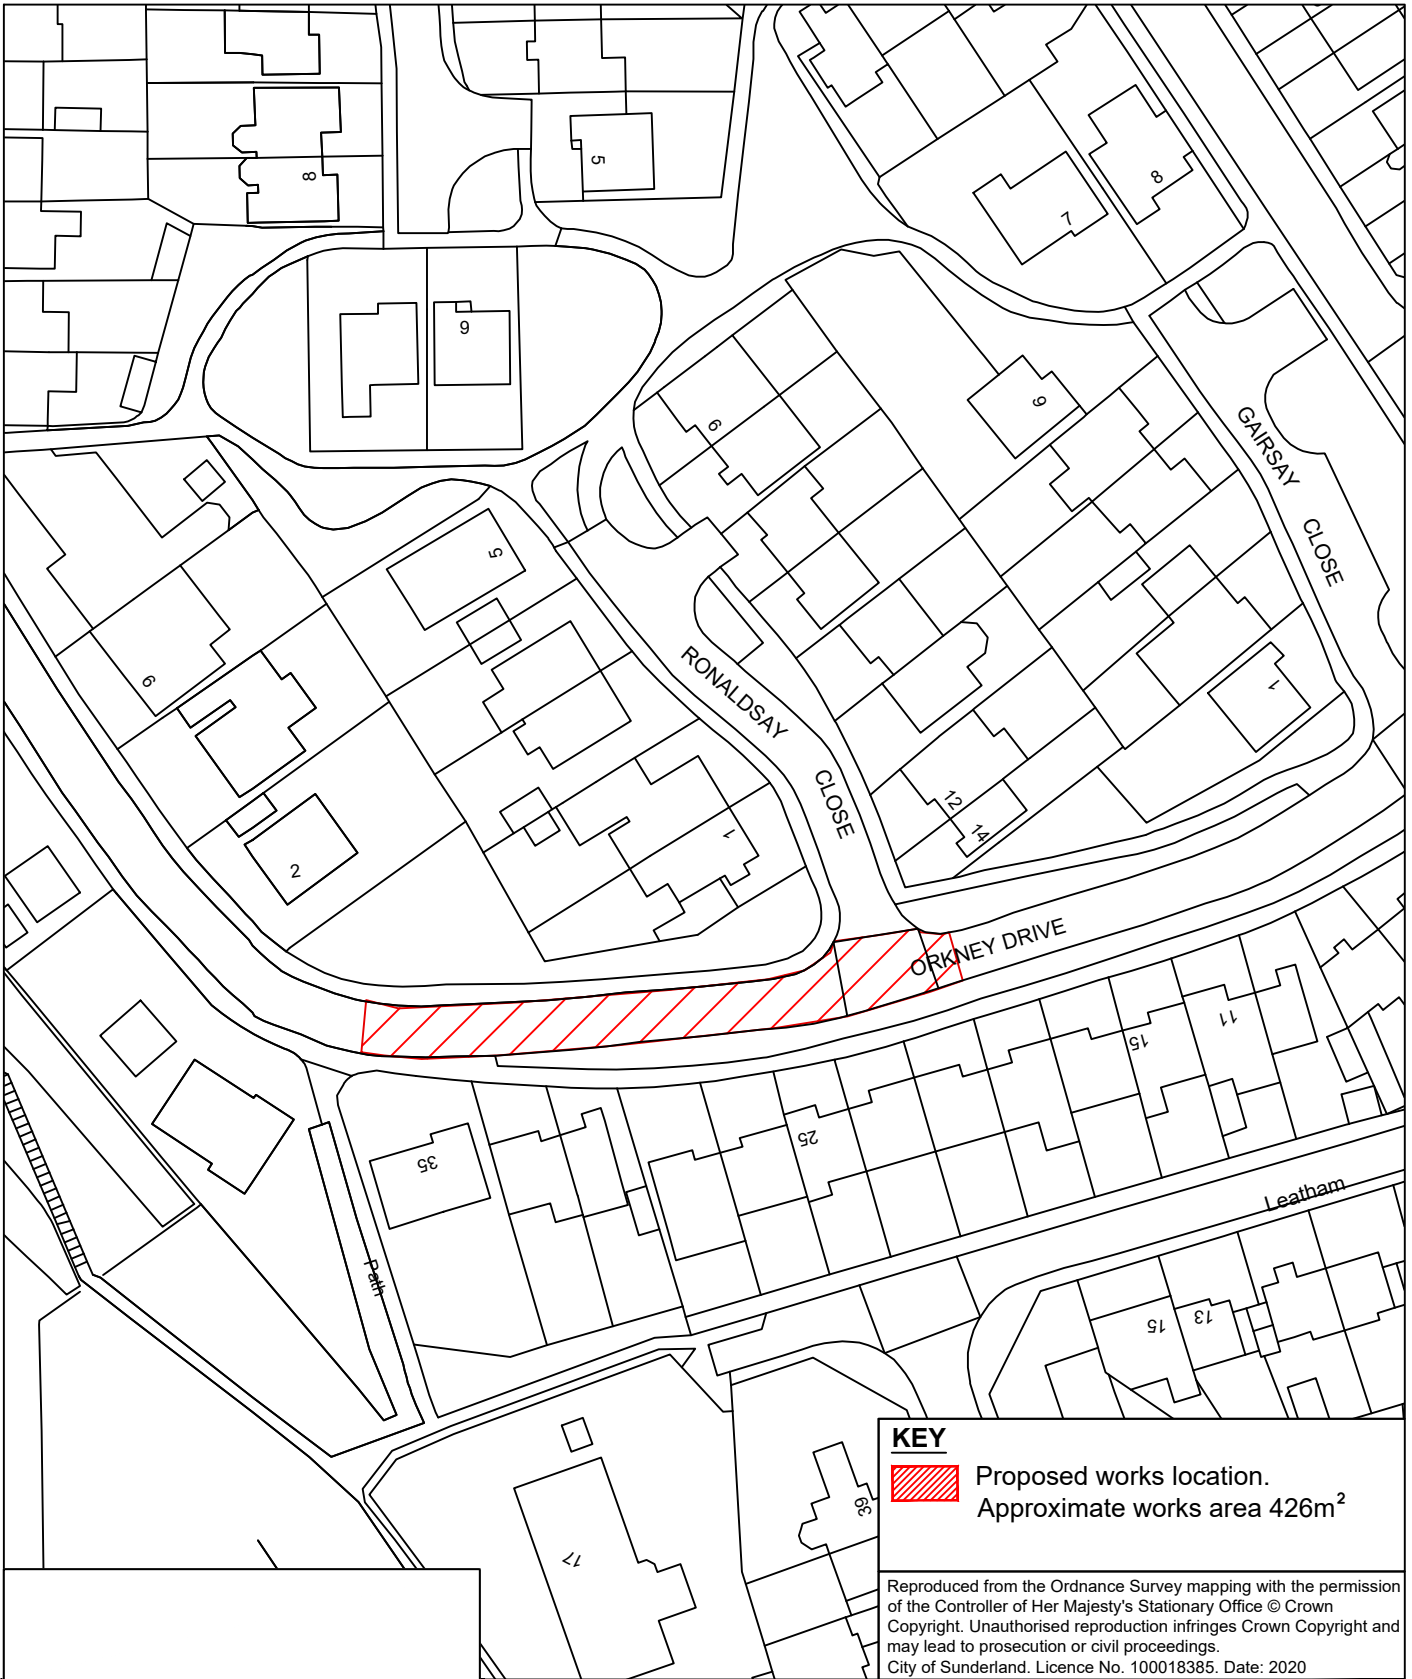 8
5
7
8
9
6
9
5
6
2
1
GAIRSAY
CLOSE
RONALDSAY
CLOSE
1
12
14
ORKNEY DRIVE
11
15
25
35
Path
Leatham
15
13
39
17
KEY
Proposed works location.
Approximate works area 426m²
Reproduced from the Ordnance Survey mapping with the permission
of the Controller of Her Majesty's Stationary Office © Crown
Copyright. Unauthorised reproduction infringes Crown Copyright and
may lead to prosecution or civil proceedings.
City of Sunderland. Licence No. 100018385. Date: 2020